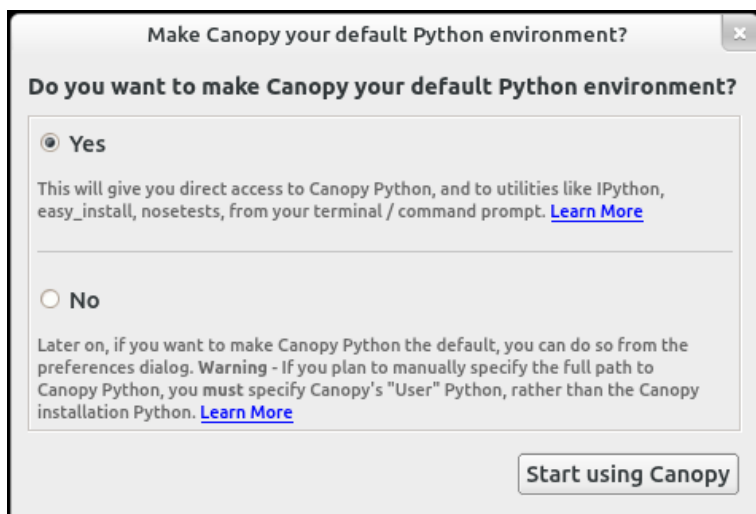 Make Canopy your default Python environment?
x
Do you want to make Canopy your default Python environment?
Yes
This will give you direct access to Canopy Python, and to utilities like IPython,
easy_install, nosetests, from your terminal / command prompt. Learn More
No
Later on, if you want to make Canopy Python the default, you can do so from the
preferences dialog. Warning - If you plan to manually specify the full path to
Canopy Python, you must specify Canopy's "User" Python, rather than the Canopy
installation Python. Learn More
Start using Canopy